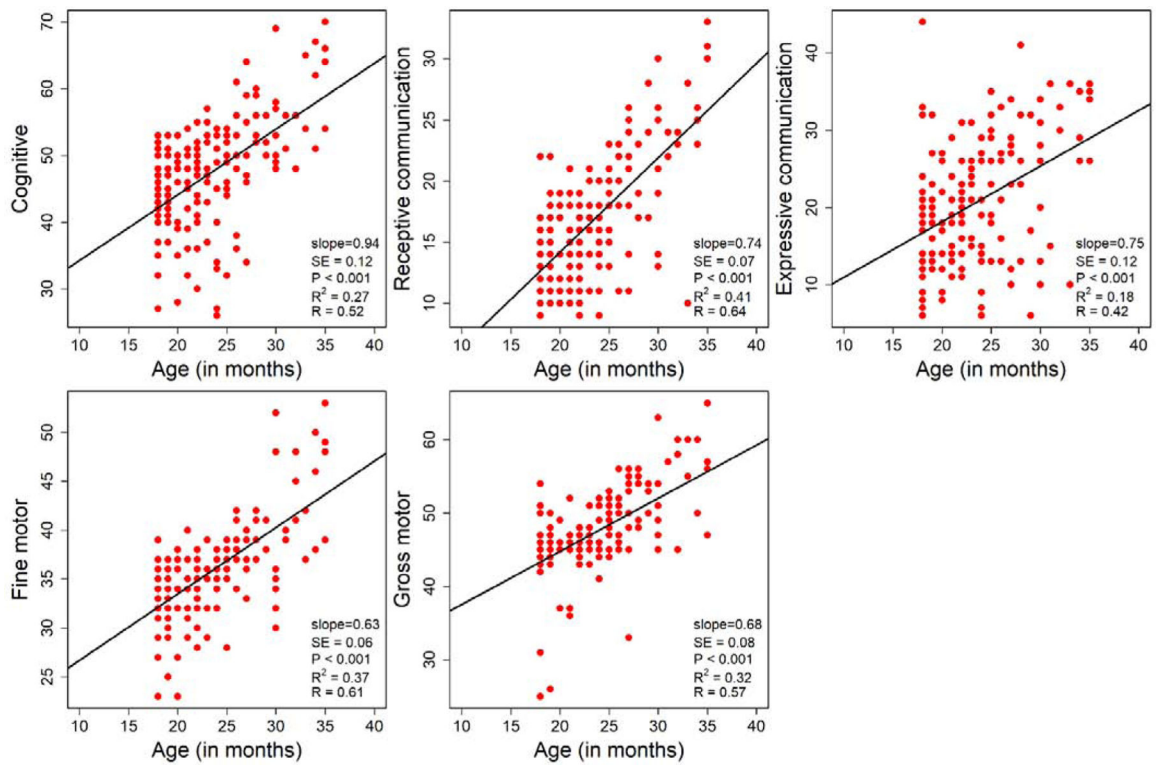 Cognitive
70
60
50
40
30
slope=0.94
SE = 0.12
P < 0.001
R² = 0.27
R = 0.52
10 15 20 25 30 35 40
Age (in months)
Receptive communication
30
25
20
15
10
slope=0.74
SE = 0.07
P < 0.001
R² = 0.41
R = 0.64
10 15 20 25 30 35 40
Age (in months)
Expressive communication
40
30
20
10
slope=0.75
SE = 0.12
P < 0.001
R² = 0.18
R = 0.42
10 15 20 25 30 35 40
Age (in months)
Fine motor
50
45
40
35
30
25
slope=0.63
SE = 0.06
P < 0.001
R² = 0.37
R = 0.61
10 15 20 25 30 35 40
Age (in months)
Gross motor
60
50
40
30
slope=0.68
SE = 0.08
P < 0.001
R² = 0.32
R = 0.57
10 15 20 25 30 35 40
Age (in months)